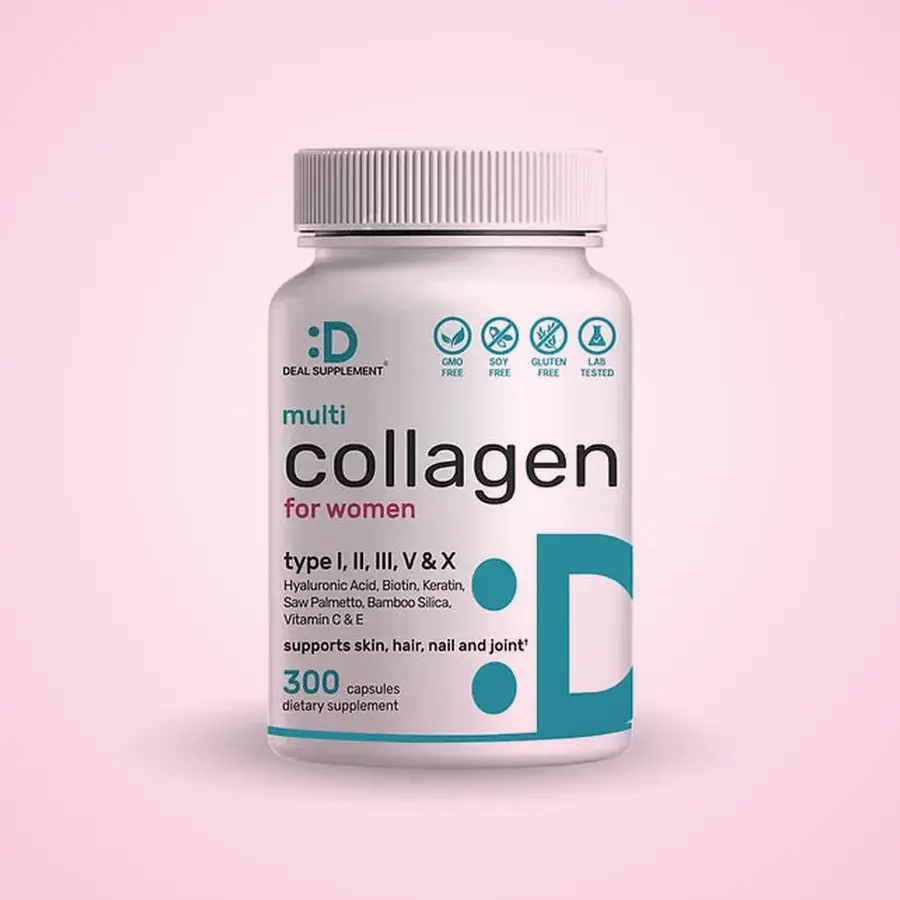 :D
DEAL SUPPLEMENT®
GMO
FREE
SOY
FREE
GLUTEN
FREE
LAB
TESTED
multi
collagen
for women
type I, II, III, V & X
Hyaluronic Acid, Biotin, Keratin,
Saw Palmetto, Bamboo Silica,
Vitamin C & E
supports skin, hair, nail and joint†
300 capsules
dietary supplement
:D